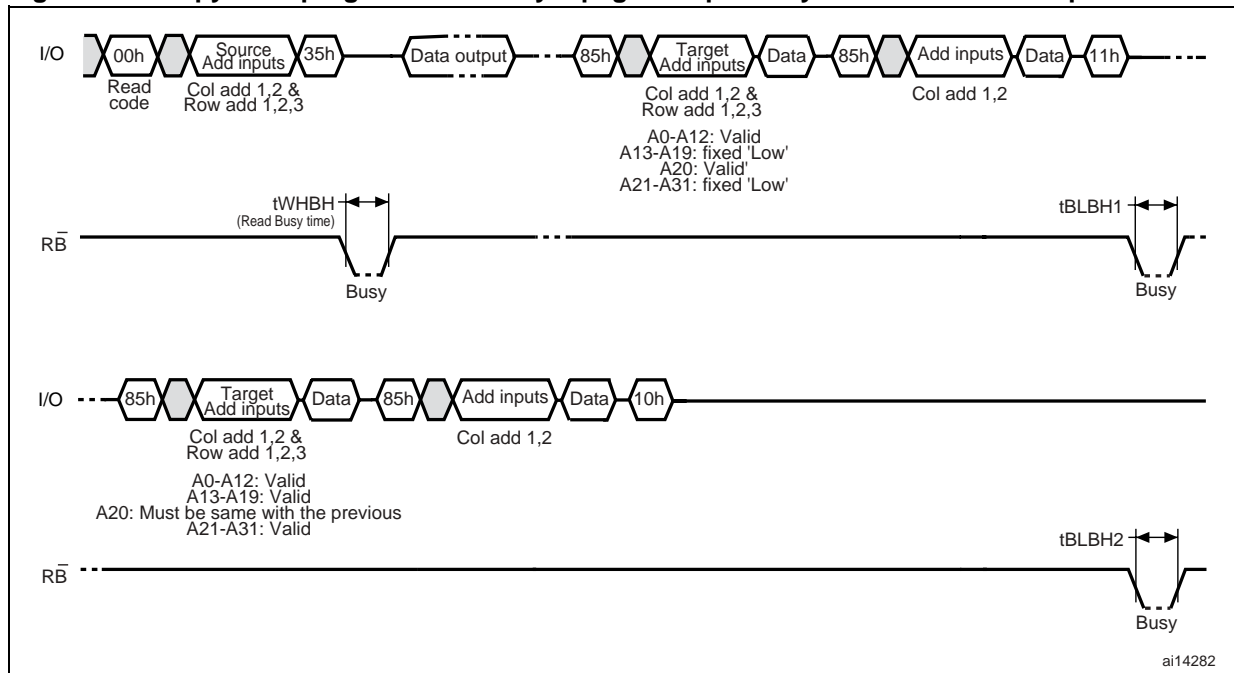 I/O
00h
Source
Add inputs
35h
Data output
85h
Target
Add inputs
Data
85h
Add inputs
Data
11h
Read
code
Col add 1,2 &
Row add 1,2,3
Col add 1,2 &
Row add 1,2,3
Col add 1,2
A0-A12: Valid
A13-A19: fixed 'Low'
A20: Valid'
A21-A31: fixed 'Low'
tWHBH
(Read Busy time)
tBLBH1
RB
Busy
Busy
I/O
85h
Target
Add inputs
Data
85h
Add inputs
Data
10h
Col add 1,2 &
Row add 1,2,3
Col add 1,2
A0-A12: Valid
A13-A19: Valid
A20: Must be same with the previous
A21-A31: Valid
tBLBH2
RB
Busy
ai14282